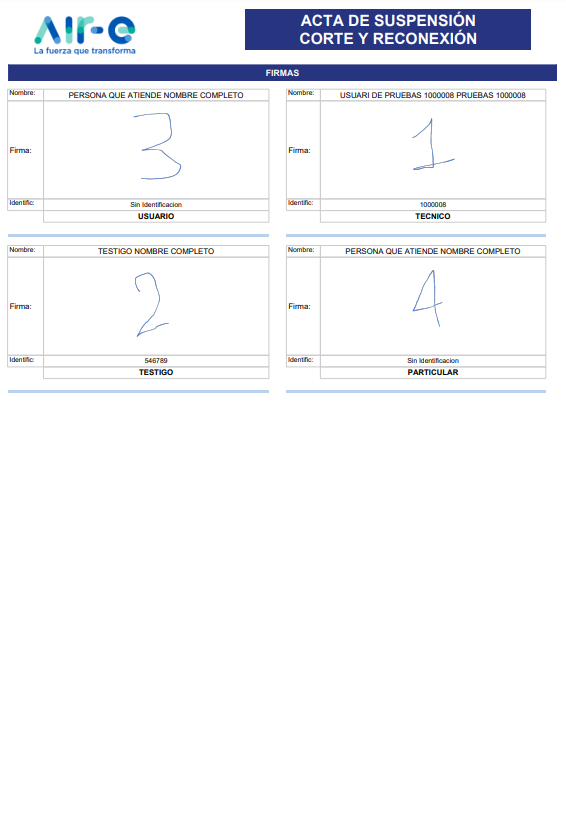 AIr-e
La fuerza que transforma
ACTA DE SUSPENSIÓN
CORTE Y RECONEXIÓN
FIRMAS
Nombre: PERSONA QUE ATIENDE NOMBRE COMPLETO
Firma: 3
Identific: Sin Identificacion
USUARIO
Nombre: USUARI DE PRUEBAS 1000008 PRUEBAS 1000008
Firma: 1
Identific: 1000008
TECNICO
Nombre: TESTIGO NOMBRE COMPLETO
Firma: 2
Identific: 546789
TESTIGO
Nombre: PERSONA QUE ATIENDE NOMBRE COMPLETO
Firma: 4
Identific: Sin Identificacion
PARTICULAR